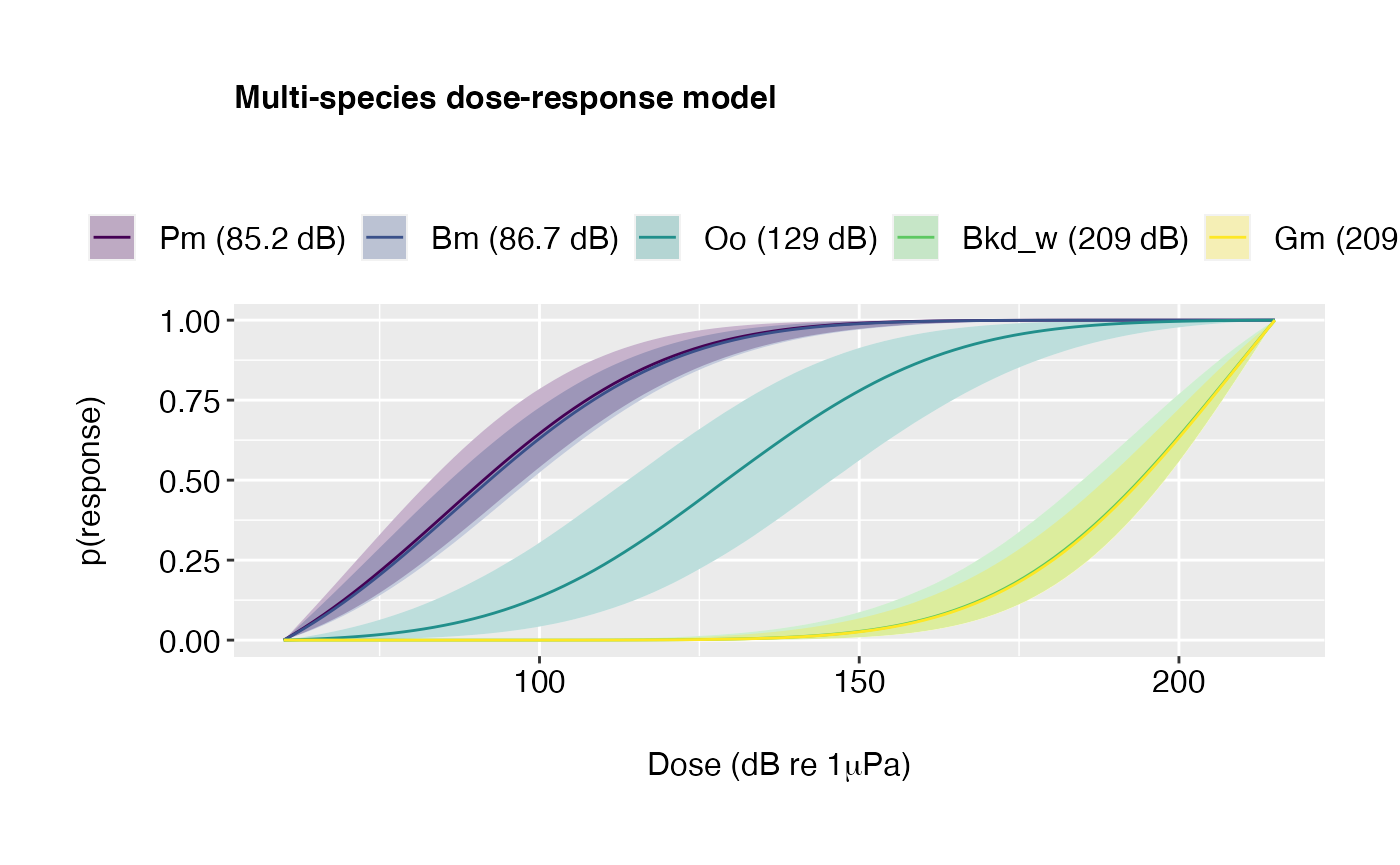 Multi-species dose-response model
Pm (85.2 dB) Bm (86.7 dB) Oo (129 dB) Bkd_w (209 dB) Gm (209
1.00
0.75
0.50
0.25
0.00
p(response)
100 150 200
Dose (dB re 1μPa)